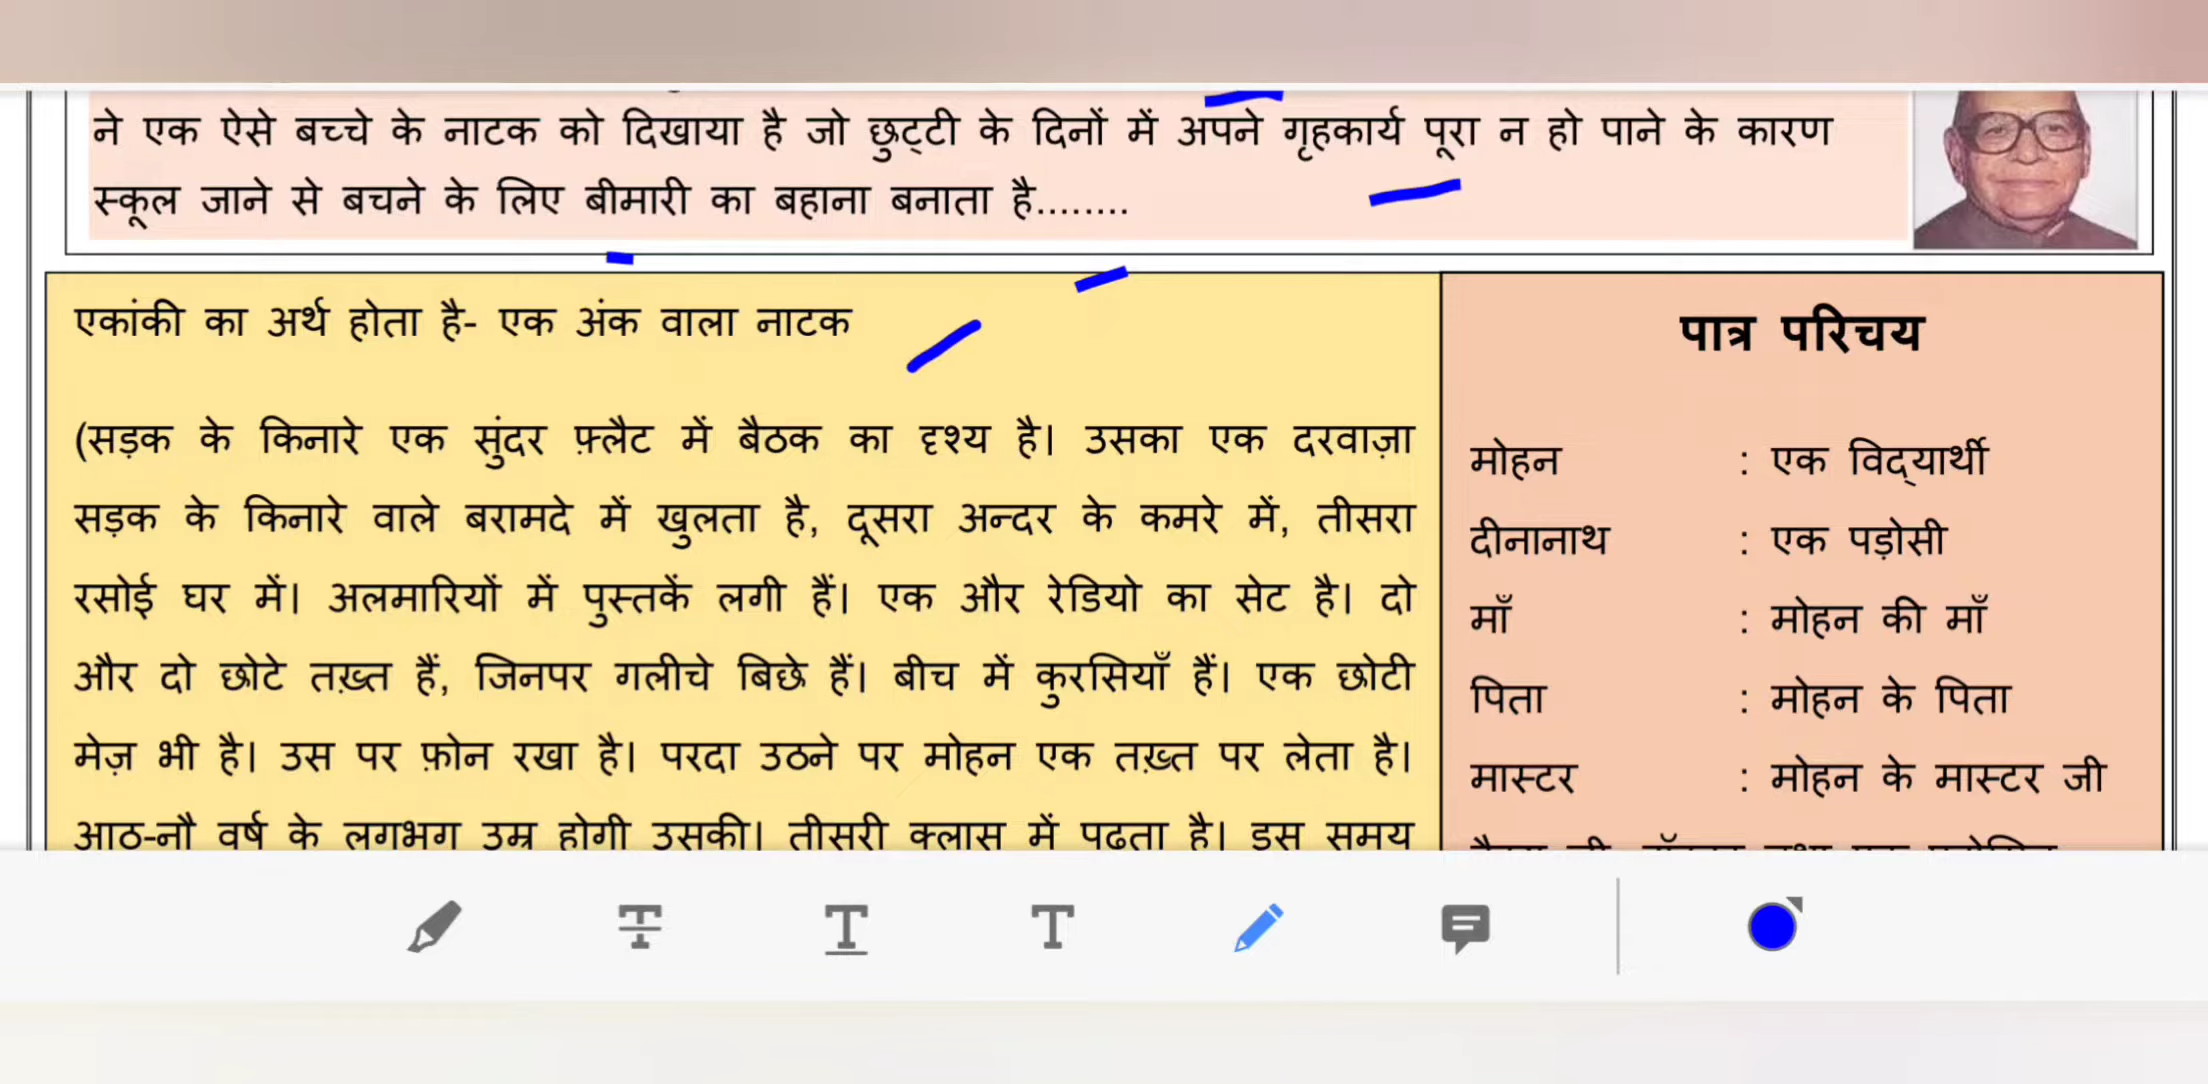 ने एक ऐसे बच्चे के नाटक को दिखाया है जो छुट्टी के दिनों में अपने गृहकार्य पूरा न हो पाने के कारण
स्कूल जाने से बचने के लिए बीमारी का बहाना बनाता है........
एकांकी का अर्थ होता है- एक अंक वाला नाटक
(सड़क के किनारे एक सुंदर फ़्लैट में बैठक का दृश्य है। उसका एक दरवाज़ा
सड़क के किनारे वाले बरामदे में खुलता है, दूसरा अन्दर के कमरे में, तीसरा
रसोई घर में। अलमारियों में पुस्तकें लगी हैं। एक और रेडियो का सेट है। दो
और दो छोटे तख़्त हैं, जिनपर गलीचे बिछे हैं। बीच में कुरसियाँ हैं। एक छोटी
मेज़ भी है। उस पर फ़ोन रखा है। परदा उठने पर मोहन एक तख़्त पर लेता है।
आठ-नौ वर्ष के लगभग उम्र होगी उसकी। तीसरी क्लास में पढ़ता है। इस समय
पात्र परिचय
मोहन : एक विद्यार्थी
दीनानाथ : एक पड़ोसी
माँ : मोहन की माँ
पिता : मोहन के पिता
मास्टर : मोहन के मास्टर जी